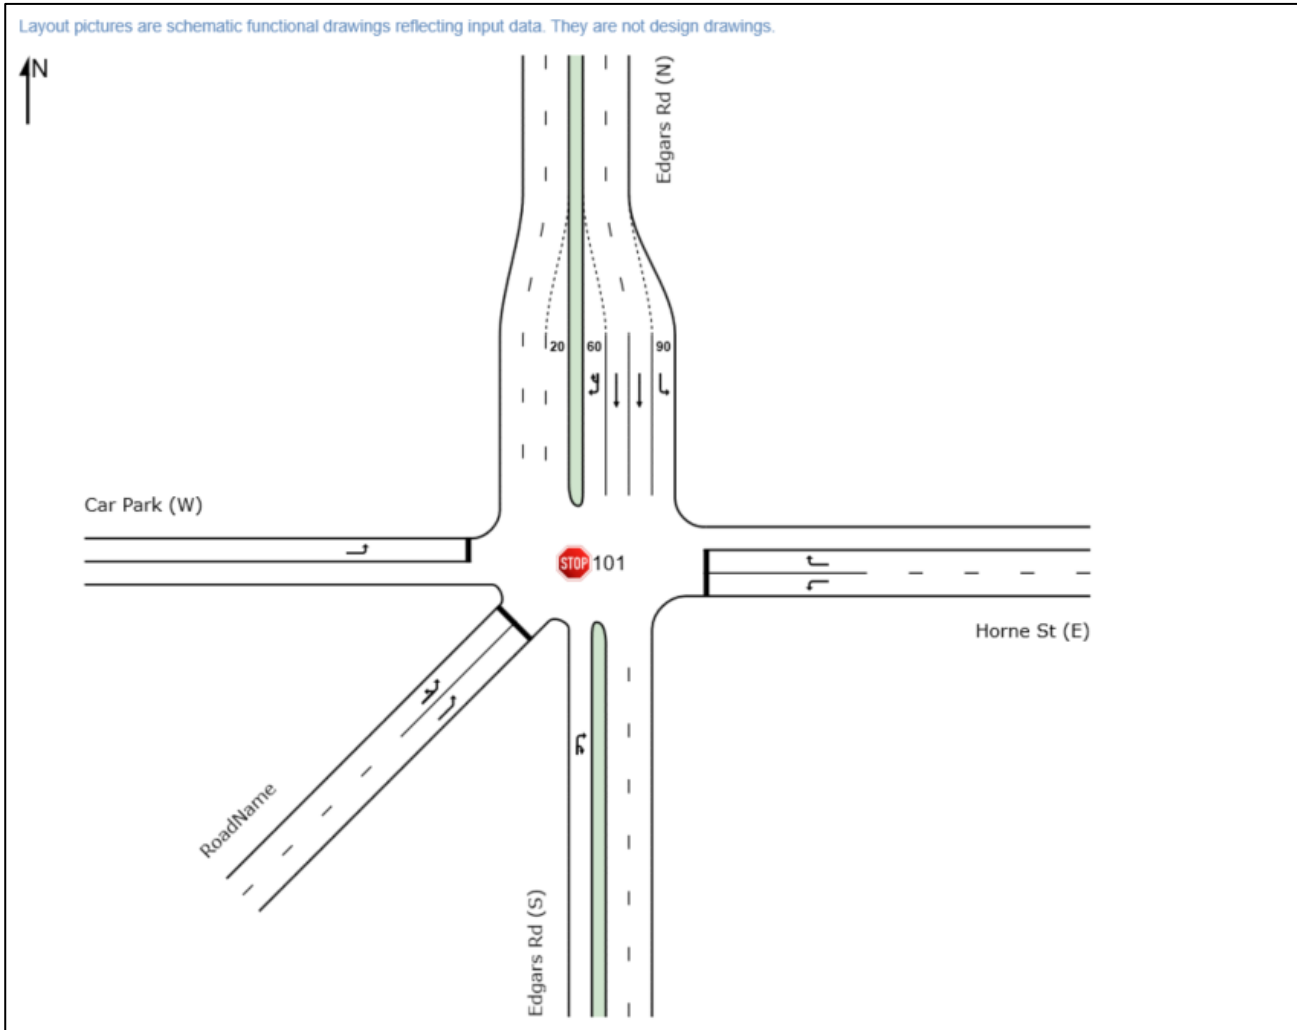 Layout pictures are schematic functional drawings reflecting input data. They are not design drawings.
N
Edgars Rd (N)
20
60
90
Car Park (W)
STOP
101
Horne St (E)
RoadName
Edgars Rd (S)